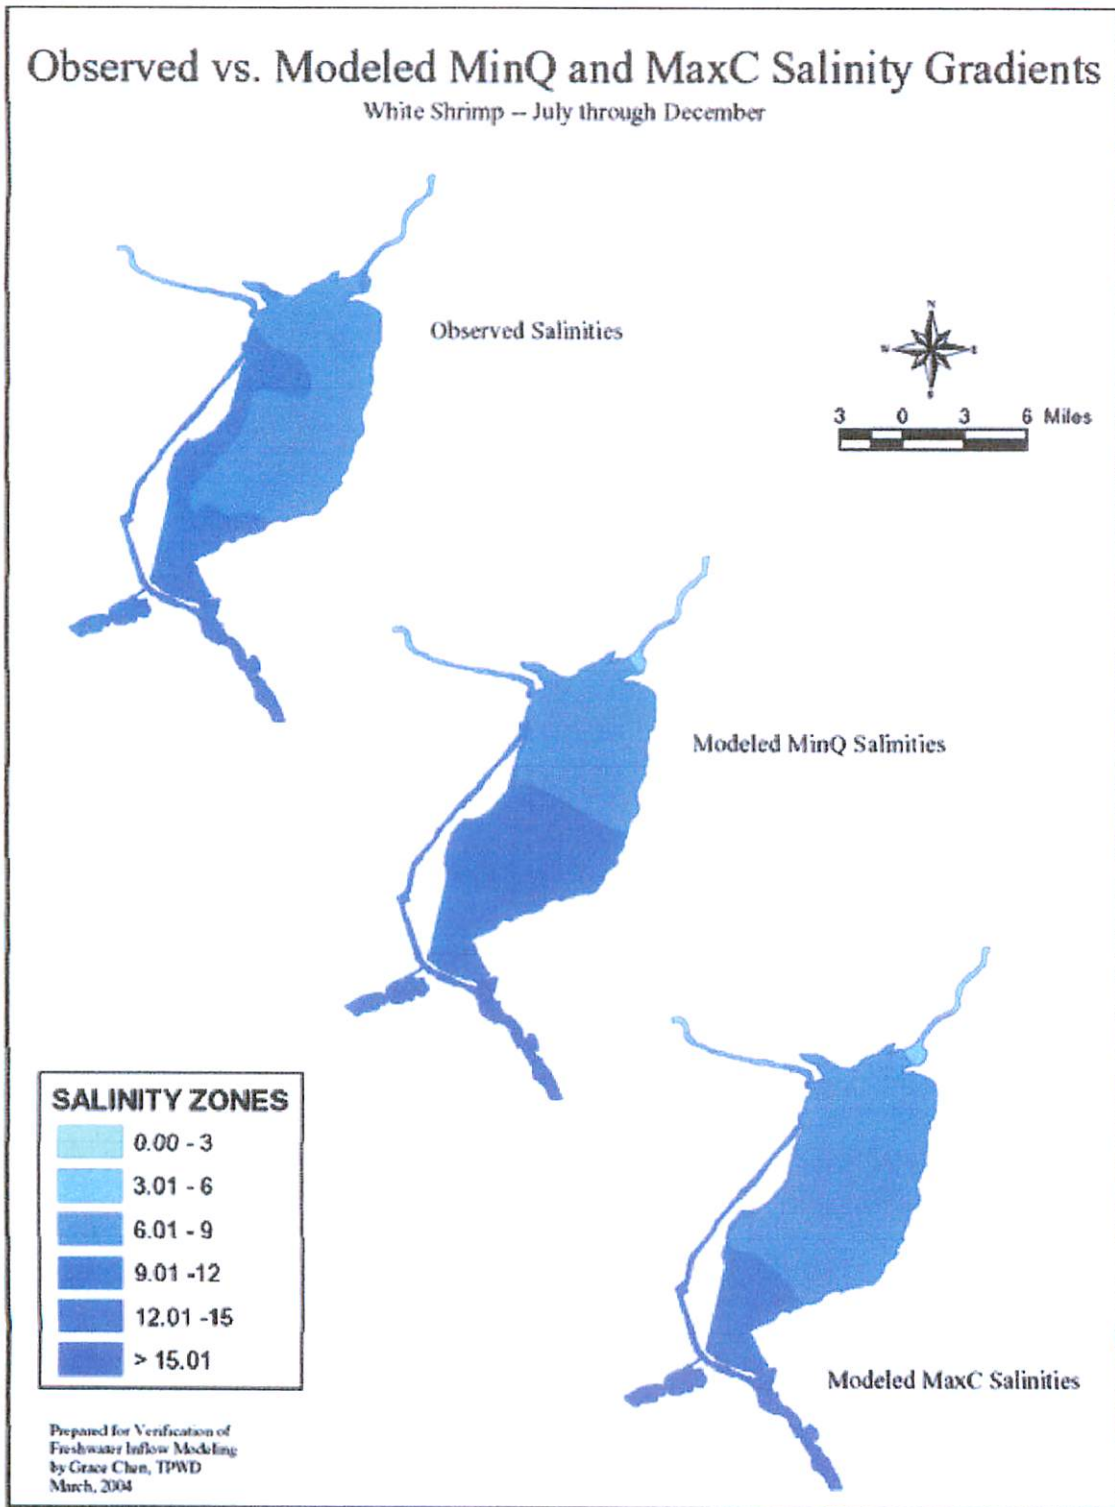 Observed vs. Modeled MinQ and MaxC Salinity Gradients
White Shrimp -- July through December
Observed Salinities
N
W
E
S
3 0 3 6 Miles
Modeled MinQ Salinities
SALINITY ZONES
0.00 - 3
3.01 - 6
6.01 - 9
9.01 -12
12.01 -15
> 15.01
Modeled MaxC Salinities
Prepared for Verification of
Freshwater Inflow Modeling
by Grace Chen, TPWD
March, 2004